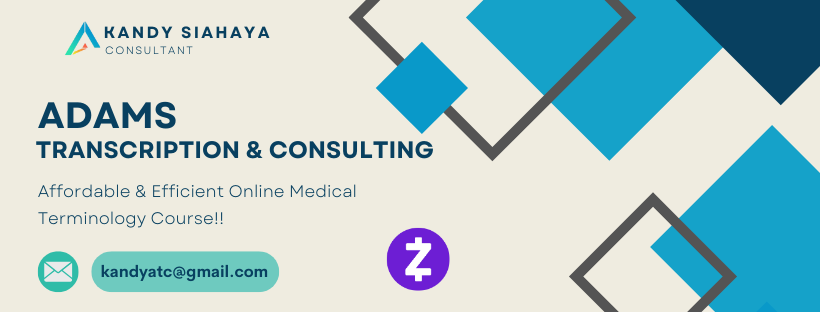 KANDY SIAHAYA
CONSULTANT
ADAMS
TRANSCRIPTION & CONSULTING
Affordable & Efficient Online Medical
Terminology Course!!
kandyatc@gmail.com